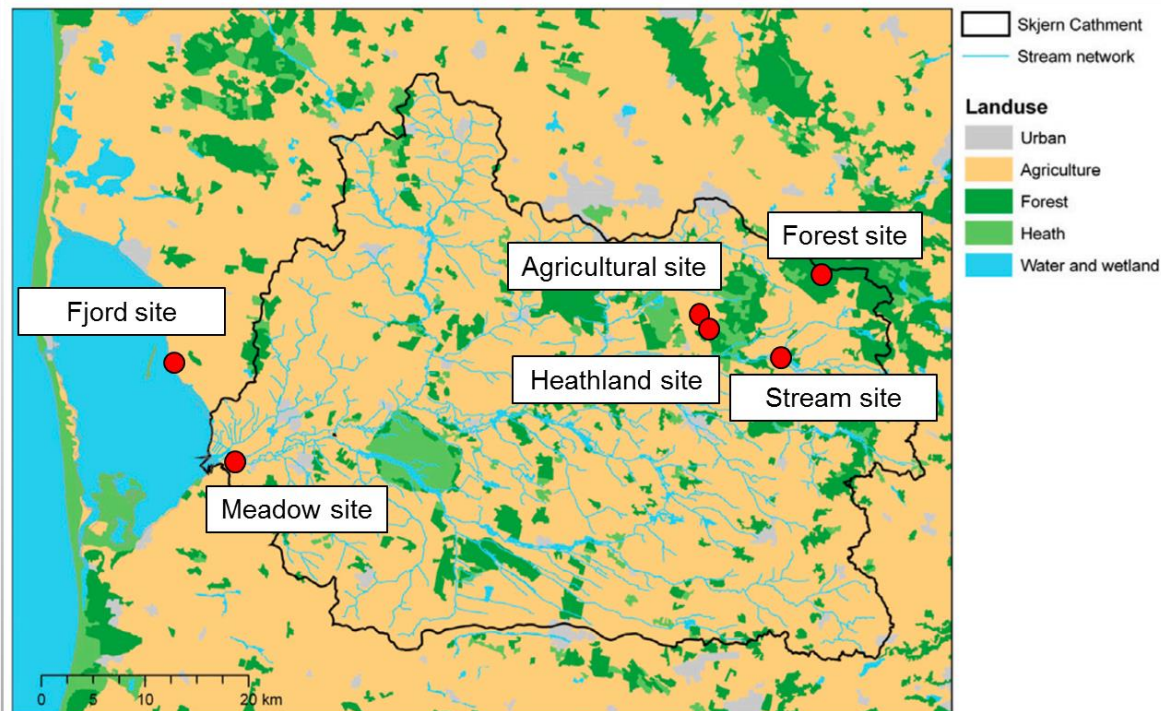 Skjern Cathment
Stream network
Landuse
Urban
Agriculture
Forest
Heath
Water and wetland
Forest site
Agricultural site
Fjord site
Heathland site
Stream site
Meadow site
0 5 10 20 km